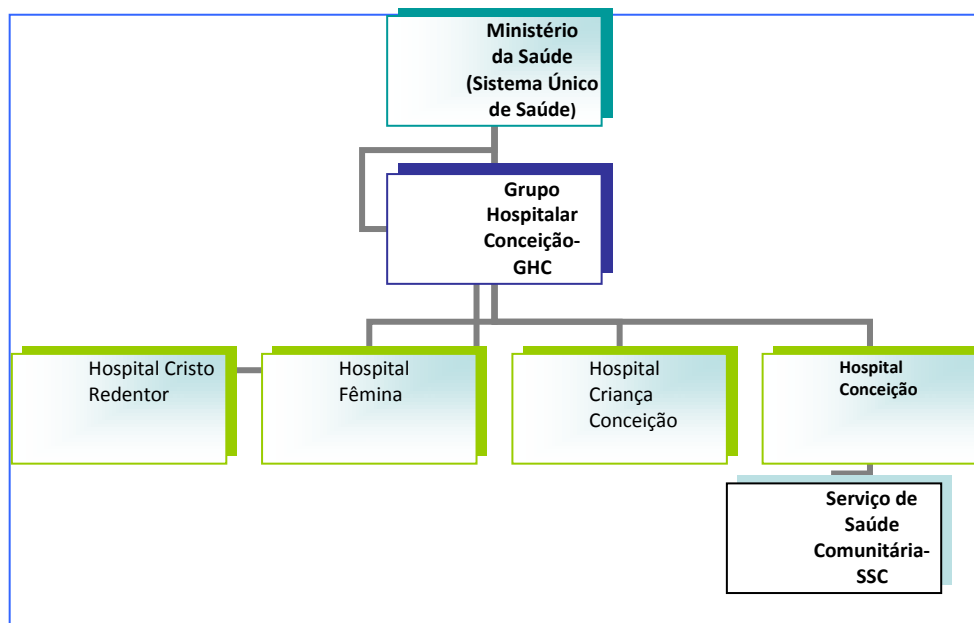 Ministério
da Saúde
(Sistema Único
de Saúde)
Grupo
Hospitalar
Conceição-
GHC
Hospital Cristo
Redentor
Hospital
Fêmina
Hospital
Criança
Conceição
Hospital
Conceição
Serviço de
Saúde
Comunitária-
SSC